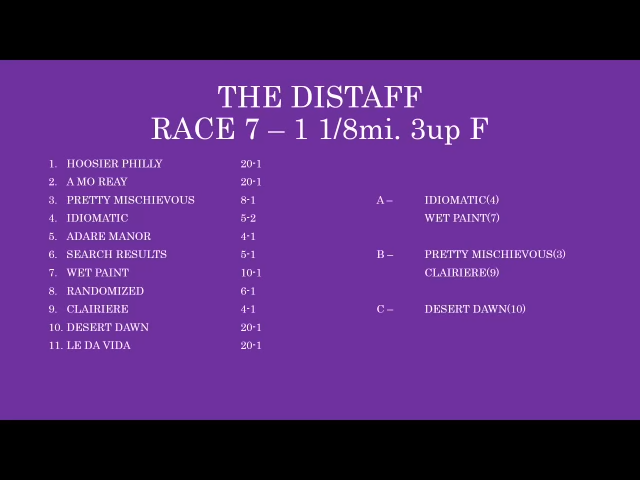 THE DISTAFF
RACE 7 – 1 1/8mi. 3up F
1. HOOSIER PHILLY 20-1
2. A MO REAY 20-1
3. PRETTY MISCHIEVOUS 8-1
4. IDIOMATIC 5-2
5. ADARE MANOR 4-1
6. SEARCH RESULTS 5-1
7. WET PAINT 10-1
8. RANDOMIZED 6-1
9. CLAIRIERE 4-1
10. DESERT DAWN 20-1
11. LE DA VIDA 20-1
A – IDIOMATIC(4)
WET PAINT(7)
B – PRETTY MISCHIEVOUS(3)
CLAIRIERE(9)
C – DESERT DAWN(10)